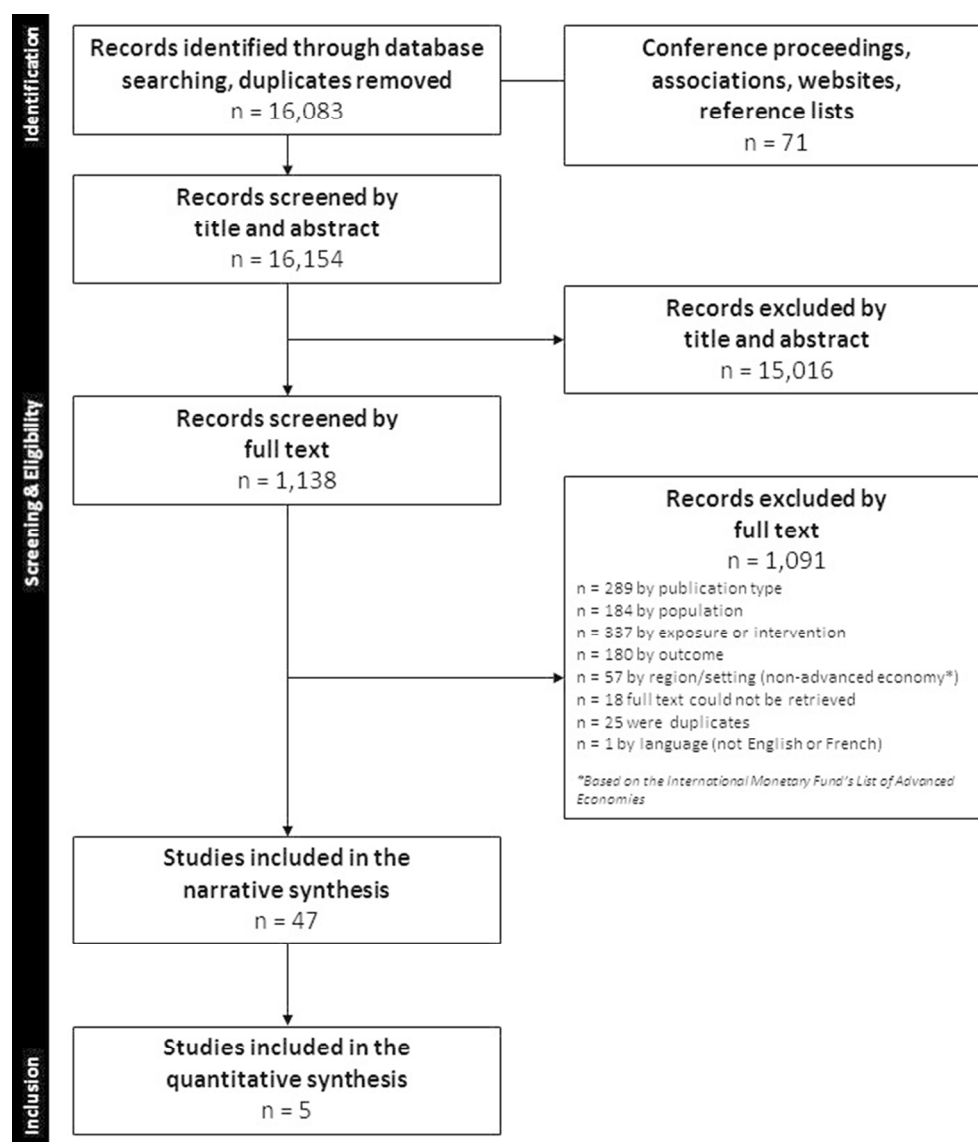 Identification
Records identified through database
searching, duplicates removed
n = 16,083
Conference proceedings,
associations, websites,
reference lists
n = 71
Screening & Eligibility
Records screened by
title and abstract
n = 16,154
Records excluded by
title and abstract
n = 15,016
Records screened by
full text
n = 1,138
Records excluded by
full text
n = 1,091
n = 289 by publication type
n = 184 by population
n = 337 by exposure or intervention
n = 180 by outcome
n = 57 by region/setting (non-advanced economy*)
n = 18 full text could not be retrieved
n = 25 were duplicates
n = 1 by language (not English or French)
*Based on the International Monetary Fund's List of Advanced
Economies
Studies included in the
narrative synthesis
n = 47
Inclusion
Studies included in the
quantitative synthesis
n = 5